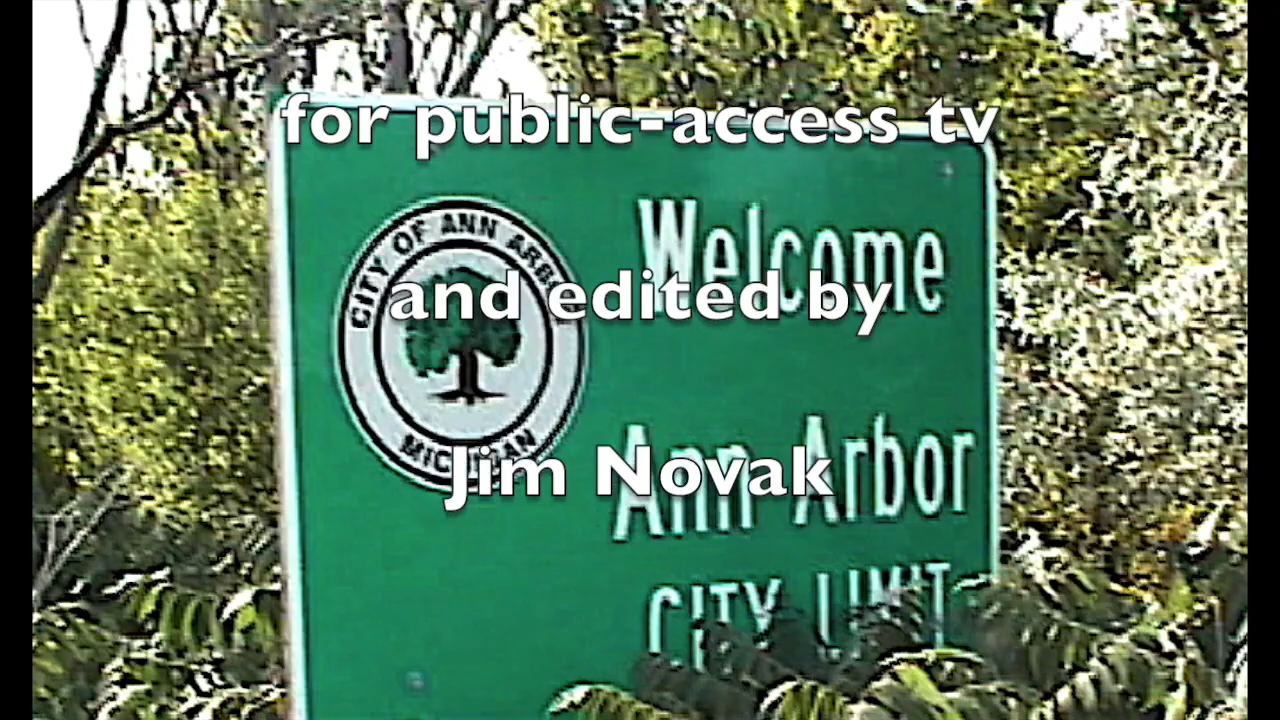 for public-access tv
and edited by
Jim Novak
CITY OF ANN ARBOR
MICHIGAN
Welcome
Ann Arbor
CITY LIMIT